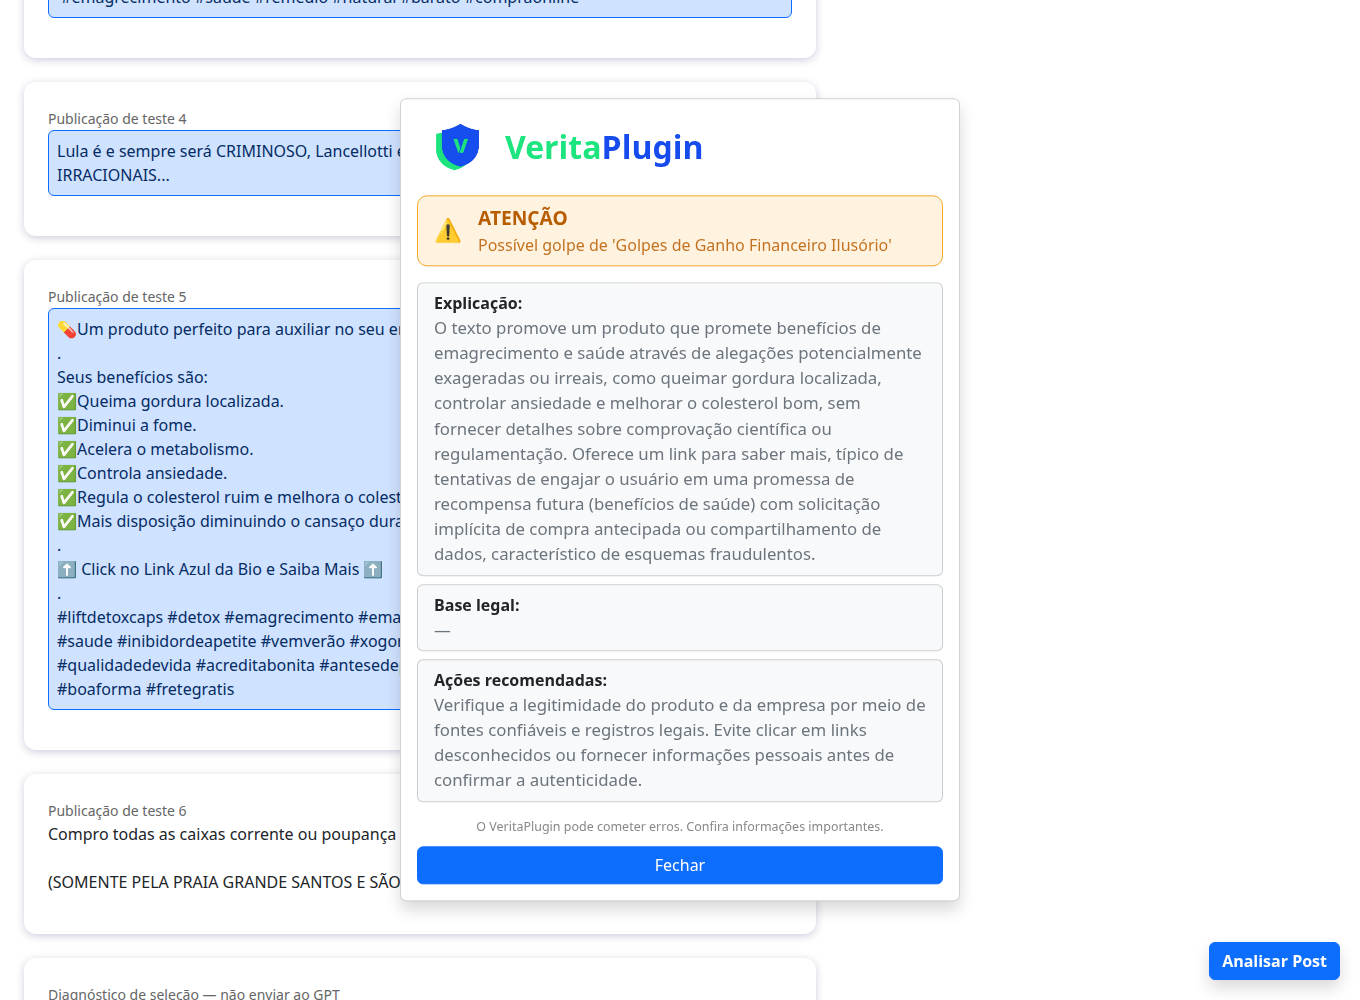 #emagrecimento #saude #remedio #natural #barato #compraonline
Publicação de teste 4
Lula é e sempre será CRIMINOSO, Lancellotti
IRRACIONAIS...
Publicação de teste 5
💊Um produto perfeito para auxiliar no seu
.
Seus benefícios são:
✅Queima gordura localizada.
✅Diminui a fome.
✅Acelera o metabolismo.
✅Controla ansiedade.
✅Regula o colesterol ruim e melhora o
✅Mais disposição diminuindo o cansaço
.
⬆️ Click no Link Azul da Bio e Saiba Mais ⬆️
.
#liftdetoxcaps #detox #emagrecimento
#saude #inibidordeapetite #vemverão
#qualidadedevida #acreditabonita
#boaforma #fretegratis
Publicação de teste 6
Compro todas as caixas corrente ou poupança
(SOMENTE PELA PRAIA GRANDE SANTOS E SÃO
Diagnóstico de seleção — não enviar ao GPT
V
VeritaPlugin
⚠️ ATENÇÃO
Possível golpe de 'Golpes de Ganho Financeiro Ilusório'
Explicação:
O texto promove um produto que promete benefícios de
emagrecimento e saúde através de alegações potencialmente
exageradas ou irreais, como queimar gordura localizada,
controlar ansiedade e melhorar o colesterol bom, sem
fornecer detalhes sobre comprovação científica ou
regulamentação. Oferece um link para saber mais, típico de
tentativas de engajar o usuário em uma promessa de
recompensa futura (benefícios de saúde) com solicitação
implícita de compra antecipada ou compartilhamento de
dados, característico de esquemas fraudulentos.
Base legal:
—
Ações recomendadas:
Verifique a legitimidade do produto e da empresa por meio de
fontes confiáveis e registros legais. Evite clicar em links
desconhecidos ou fornecer informações pessoais antes de
confirmar a autenticidade.
O VeritaPlugin pode cometer erros. Confira informações importantes.
Fechar
Analisar Post